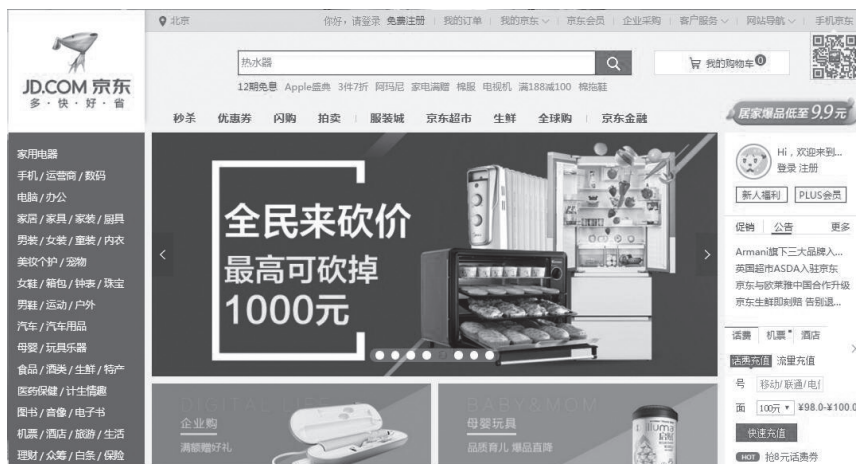 北京
你好，请登录 免费注册 我的订单 我的京东 京东会员 企业采购 客户服务 网站导航 手机京东
JD.COM 京东
多·快·好·省
热水器
我的购物车 0
12期免息 Apple盛典 3件7折 阿玛尼 家电满赠 棉服 电视机 满188减100 棉拖鞋
秒杀 优惠券 闪购 拍卖 服装城 京东超市 生鲜 全球购 京东金融
居家爆品低至9.9元
家用电器
手机/运营商/数码
电脑/办公
家居/家具/家装/厨具
男装/女装/童装/内衣
美妆个护/宠物
女鞋/箱包/钟表/珠宝
男鞋/运动/户外
汽车/汽车用品
母婴/玩具乐器
食品/酒类/生鲜/特产
医药保健/计生情趣
图书/音像/电子书
机票/酒店/旅游/生活
理财/众筹/白条/保险
全民来砍价
最高可砍掉
1000元
DIGITAL LIFE
企业购
满额赠好礼
BABY&MOM
母婴玩具
品质育儿 爆品直降
illuma
Hi，欢迎来到...
登录 注册
新人福利 PLUS会员
促销 公告 更多
Armani旗下三大品牌入...
英国超市ASDA入驻京东
京东与欧莱雅中国合作升级
京东生鲜即刻赔 告别退...
话费 机票 酒店
话费充值 流里充值
号 移动/联通/电信
面 100元 ¥98.0-¥100.0
快速充值
HOT 抢8元话费券